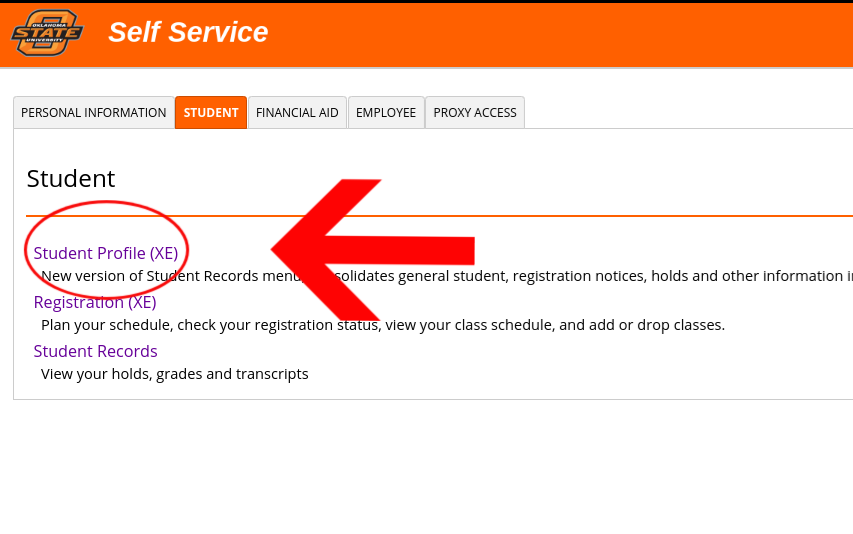 OKLAHOMA
STATE
UNIVERSITY
Self Service
PERSONAL INFORMATION STUDENT FINANCIAL AID EMPLOYEE PROXY ACCESS
Student
Student Profile (XE)
New version of Student Records menu, solidates general student, registration notices, holds and other information
Registration (XE)
Plan your schedule, check your registration status, view your class schedule, and add or drop classes.
Student Records
View your holds, grades and transcripts